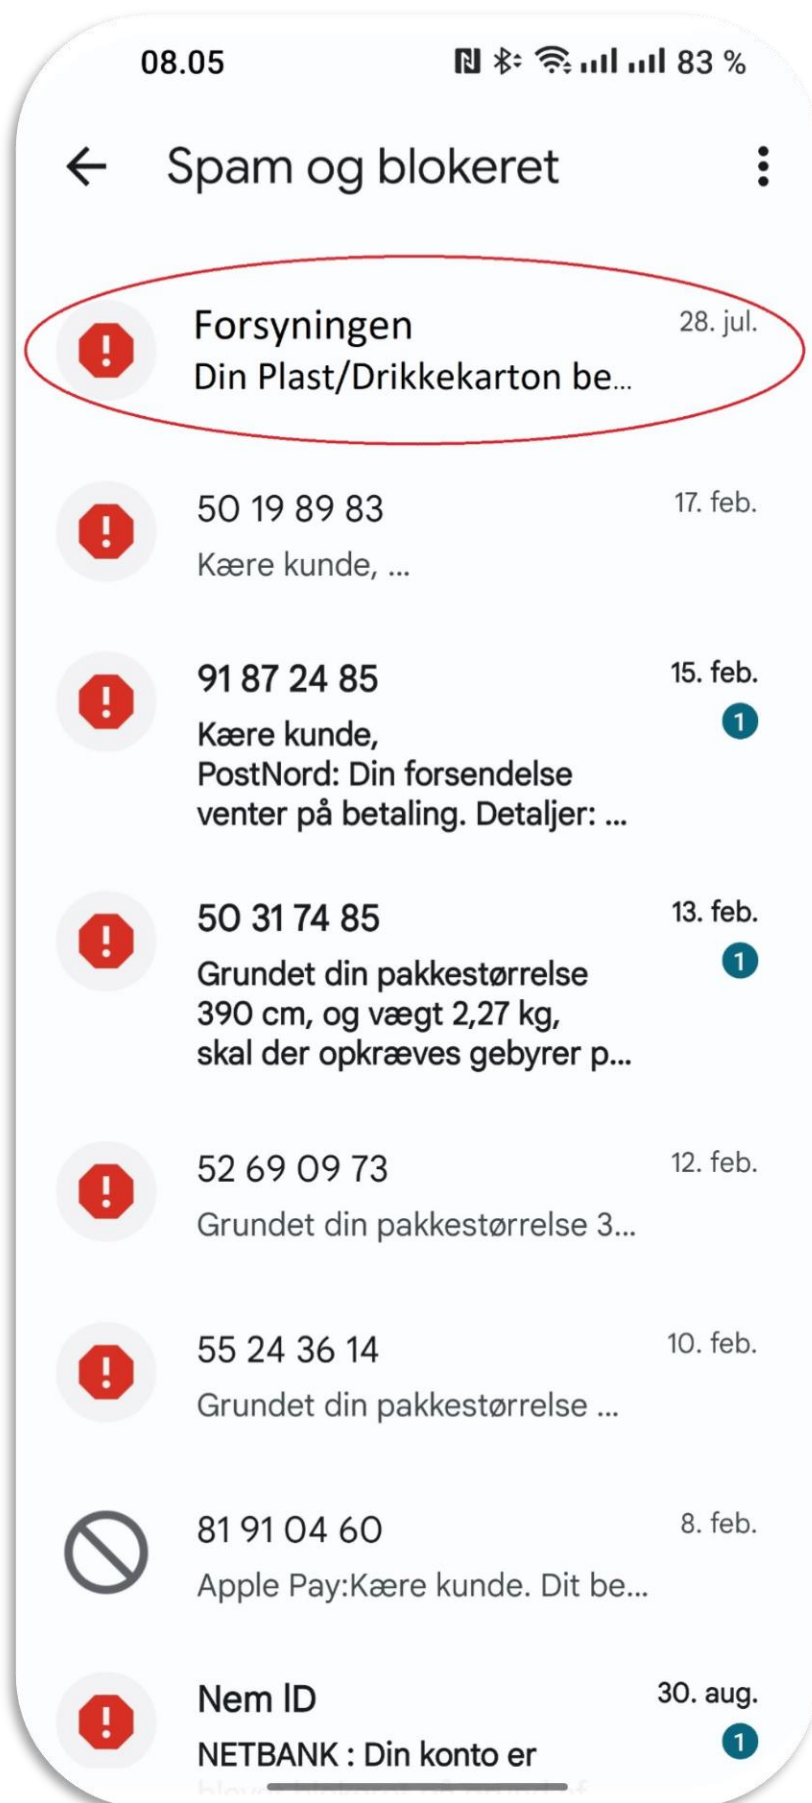 08.05
83 %
Spam og blokeret
Forsyningen
28. jul.
Din Plast/Drikkekarton be...
50 19 89 83
17. feb.
Kære kunde, ...
91 87 24 85
15. feb.
1
Kære kunde,
PostNord: Din forsendelse
venter på betaling. Detaljer: ...
50 31 74 85
13. feb.
1
Grundet din pakkestørrelse
390 cm, og vægt 2,27 kg,
skal der opkræves gebyrer p...
52 69 09 73
12. feb.
Grundet din pakkestørrelse 3...
55 24 36 14
10. feb.
Grundet din pakkestørrelse ...
81 91 04 60
8. feb.
Apple Pay:Kære kunde. Dit be...
Nem lD
30. aug.
1
NETBANK : Din konto er